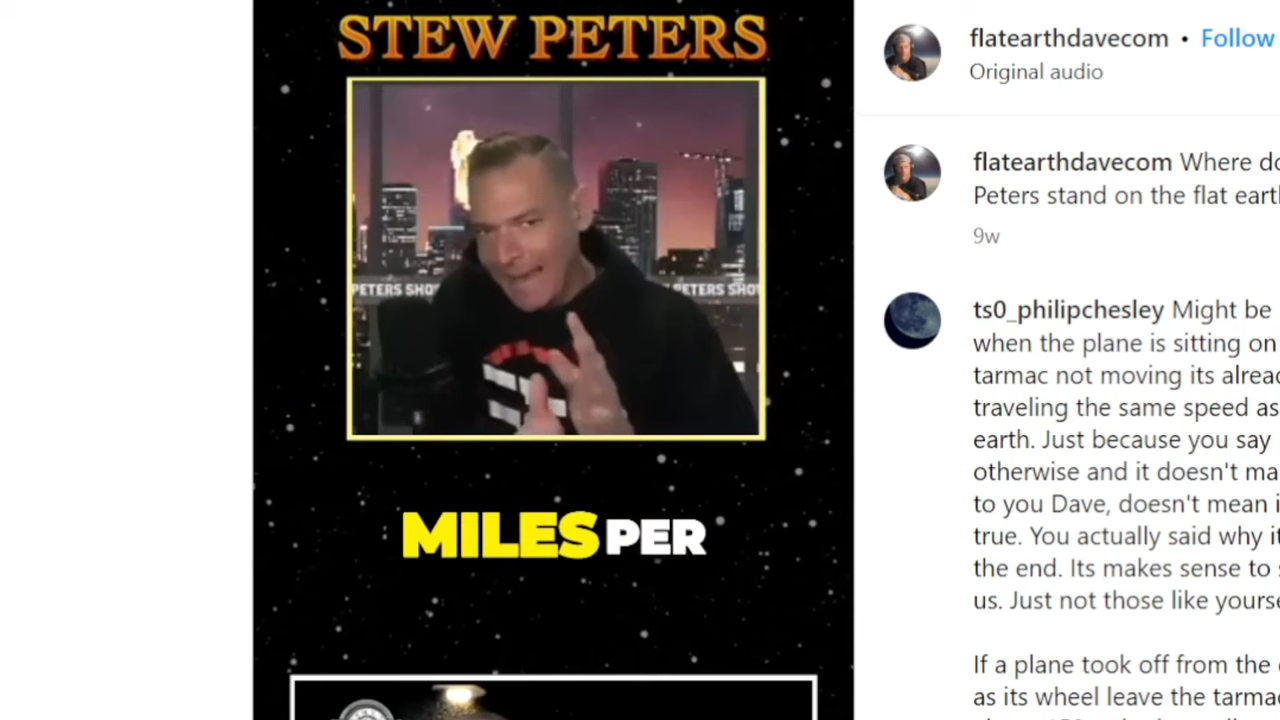 STEW PETERS
PETERS SHO
PETERS SHO
MILES PER
flatearthdavecom • Follow
Original audio
flatearthdavecom Where do
Peters stand on the flat eart
9w
ts0_philipchesley Might be
when the plane is sitting on
tarmac not moving its alrea
traveling the same speed as
earth. Just because you say
otherwise and it doesn't ma
to you Dave, doesn't mean i
true. You actually said why it
the end. Its makes sense to s
us. Just not those like yourse
If a plane took off from the
as its wheel leave the tarma